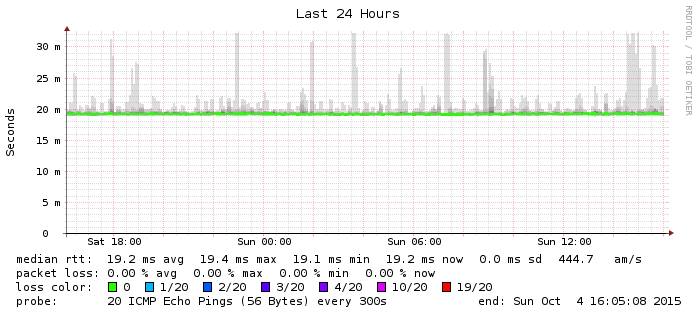 Last 24 Hours
RRDTOOL / TOBI OETIKER
Seconds
30 m
25 m
20 m
15 m
10 m
5 m
0
Sat 18:00 Sun 00:00 Sun 06:00 Sun 12:00
median rtt: 19.2 ms avg 19.4 ms max 19.1 ms min 19.2 ms now 0.0 ms sd 444.7 am/s
packet loss: 0.00 % avg 0.00 % max 0.00 % min 0.00 % now
loss color: 0 1/20 2/20 3/20 4/20 10/20 19/20
probe: 20 ICMP Echo Pings (56 Bytes) every 300s end: Sun Oct 4 16:05:08 2015